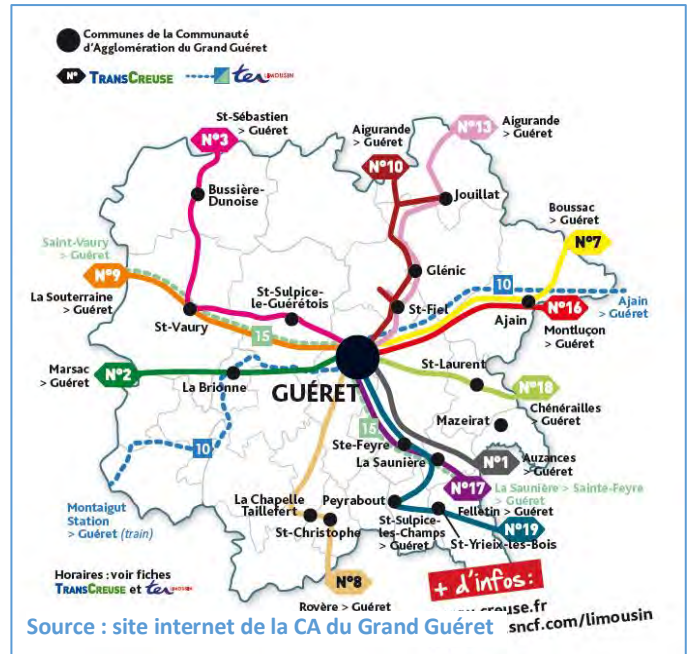 Communes de la Communauté
d'Agglomération du Grand Guéret
N° TRANSCREUSE ter LIMOUSIN
St-Sébastien
> Guéret
N°3
Aigurande
> Guéret
N°10
N°13
Aigurande
> Guéret
Bussière-
Dunoise
Jouillat
Boussac
> Guéret
N°7
Saint-Vaury
> Guéret
N°9
La Souterraine
> Guéret
St-Sulpice-
le-Guérétois
Glénic
10
St-Vaury
15
St-Fiel
Ajain
Ajain
> Guéret
N°16
Montluçon
> Guéret
Marsac
> Guéret
N°2
La Brionne
GUÉRET
St-Laurent
N°18
Chénérailles
> Guéret
Mazeirat
10
15
Ste-Feyre
La Saunière
N°1
Auzances
> Guéret
N°17
La Saunière > Sainte-Feyre
> Guéret
Montaigut
Station
> Guéret (train)
La Chapelle
Taillefert
St-Christophe
Peyrabout
Felletin > Guéret
St-Sulpice-
les-Champs
> Guéret
N°19
St-Yrieix-les-Bois
Horaires : voir fiches
TRANSCREUSE et ter LIMOUSIN
N°8
Royère > Guéret
+ d'infos:
creuse.fr
sncf.com/limousin
Source : site internet de la CA du Grand Guéret